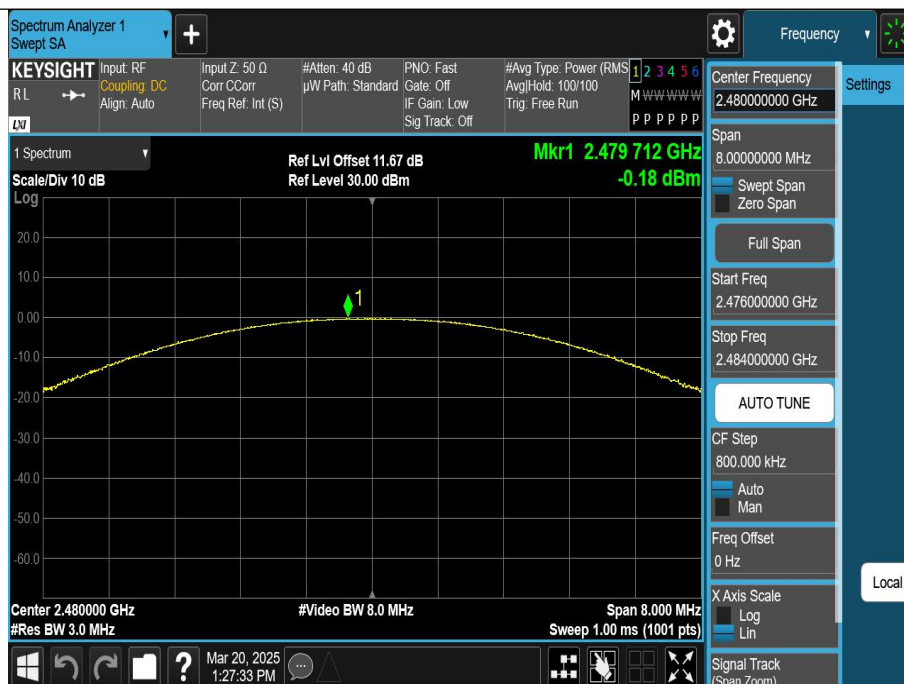 Spectrum Analyzer 1
Swept SA
+
Frequency
KEYSIGHT
R L
LXI
Input: RF
Coupling: DC
Align: Auto
Input Z: 50 Ω
Corr CCorr
Freq Ref: Int (S)
#Atten: 40 dB
µW Path: Standard
PNO: Fast
Gate: Off
IF Gain: Low
Sig Track: Off
#Avg Type: Power (RMS
Avg|Hold: 100/100
Trig: Free Run
1 2 3 4 5 6
M W W W W W
P P P P P P
1 Spectrum
Scale/Div 10 dB
Log
Ref Lvl Offset 11.67 dB
Ref Level 30.00 dBm
Mkr1 2.479 712 GHz
-0.18 dBm
20.0
10.0
0.00
-10.0
-20.0
-30.0
-40.0
-50.0
-60.0
1
Center 2.480000 GHz
#Res BW 3.0 MHz
#Video BW 8.0 MHz
Span 8.000 MHz
Sweep 1.00 ms (1001 pts)
Center Frequency
2.480000000 GHz
Span
8.00000000 MHz
Swept Span
Zero Span
Full Span
Start Freq
2.476000000 GHz
Stop Freq
2.484000000 GHz
AUTO TUNE
CF Step
800.000 kHz
Auto
Man
Freq Offset
0 Hz
X Axis Scale
Log
Lin
Signal Track
(Span Zoom)
Settings
Local
?
Mar 20, 2025
1:27:33 PM